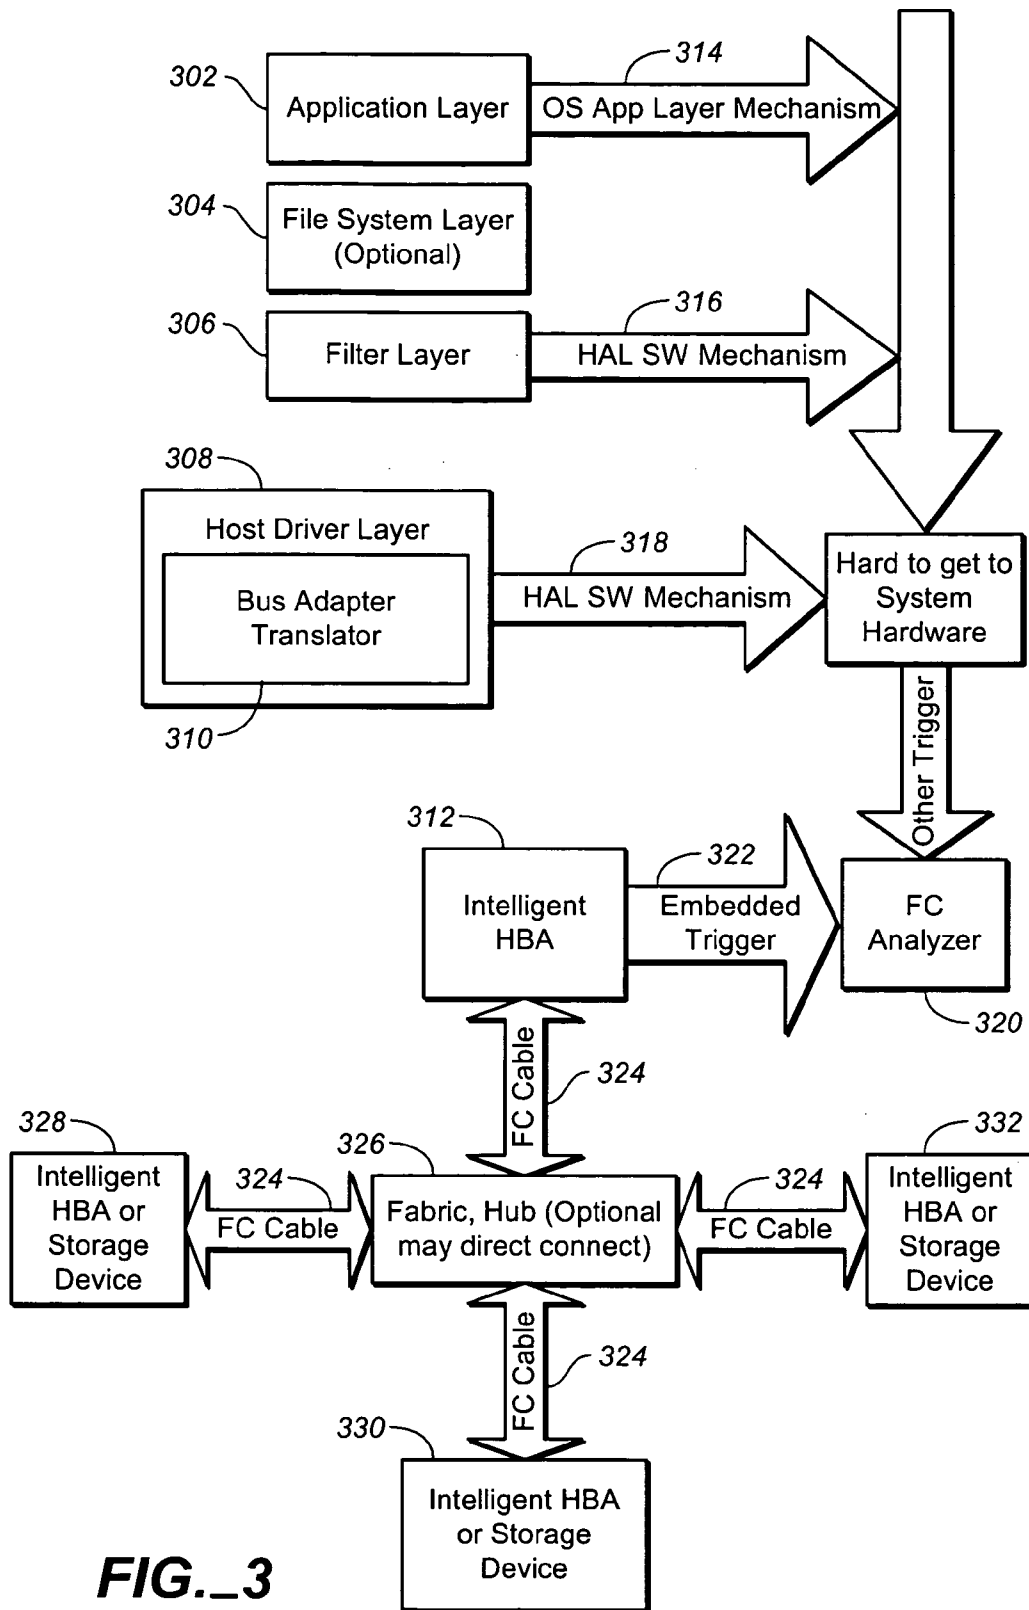 314
302
Application Layer
OS App Layer Mechanism
304
File System Layer
(Optional)
306
316
Filter Layer
HAL SW Mechanism
308
Host Driver Layer
318
Bus Adapter
Translator
HAL SW Mechanism
Hard to get to
System
Hardware
310
Other Trigger
312
322
Intelligent
HBA
Embedded
Trigger
FC
Analyzer
320
FC Cable
324
328
326
332
Intelligent
HBA or
Storage
Device
324
FC Cable
Fabric, Hub (Optional
may direct connect)
324
FC Cable
Intelligent
HBA or
Storage
Device
FC Cable
324
330
Intelligent HBA
or Storage
Device
FIG._3